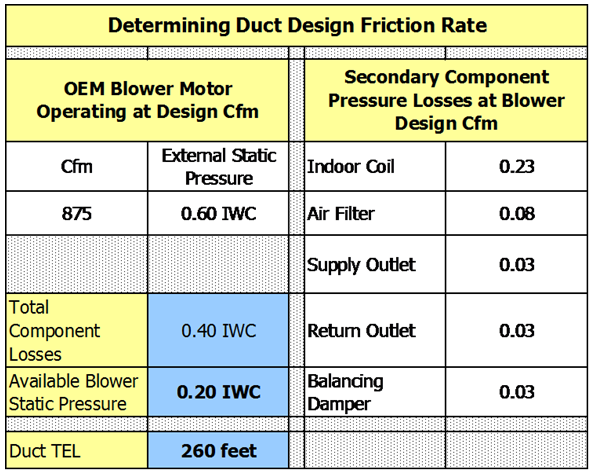 Determining Duct Design Friction Rate
OEM Blower Motor
Operating at Design Cfm
Secondary Component
Pressure Losses at Blower
Design Cfm
Cfm
External Static
Pressure
Indoor Coil
0.23
875
0.60 IWC
Air Filter
0.08
Supply Outlet
0.03
Total
Component
Losses
0.40 IWC
Return Outlet
0.03
Available Blower
Static Pressure
0.20 IWC
Balancing
Damper
0.03
Duct TEL
260 feet